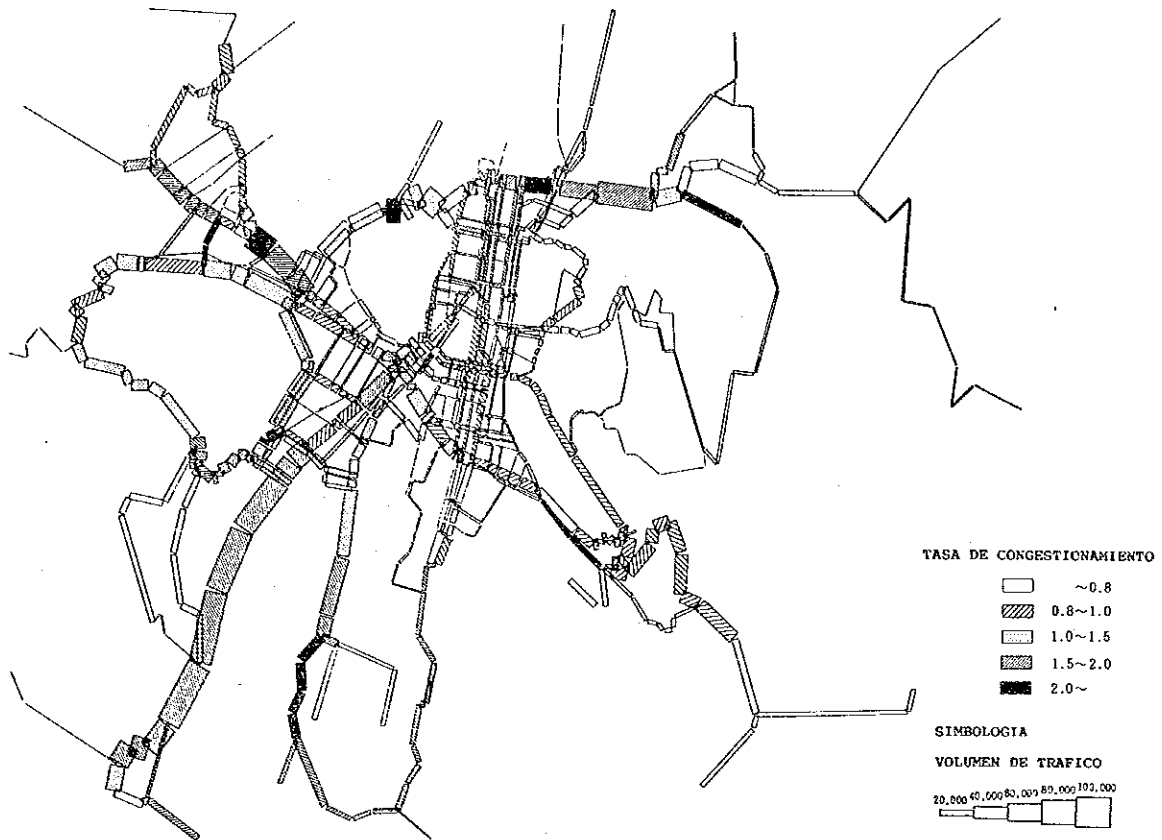 TASA DE CONGESTIONAMIENTO
~0.8
0.8~1.0
1.0~1.5
1.5~2.0
2.0~
SIMBOLOGIA
VOLUMEN DE TRAFICO
20,000 40,000 60,000 80,000 100,000